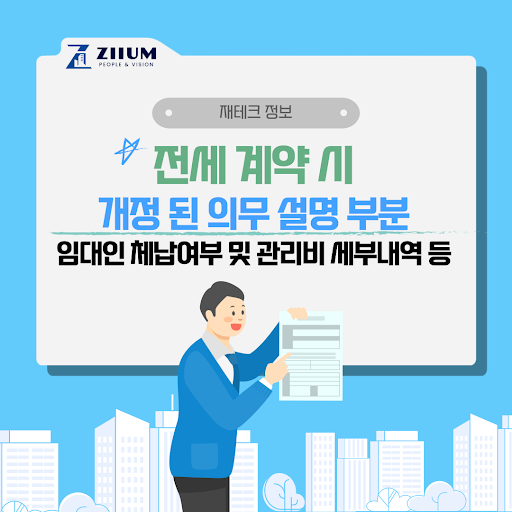 ZIIUM
PEOPLE & VISION
재테크 정보
전세 계약 시
개정 된 의무 설명 부분
임대인 체납여부 및 관리비 세부내역 등